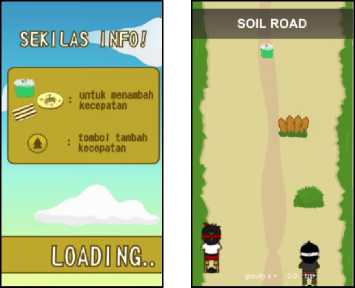 SEKILAS INFO!
: untuk menambah
kecepatan
: tombol tambah
kecepatan
LOADING..
SOIL ROAD